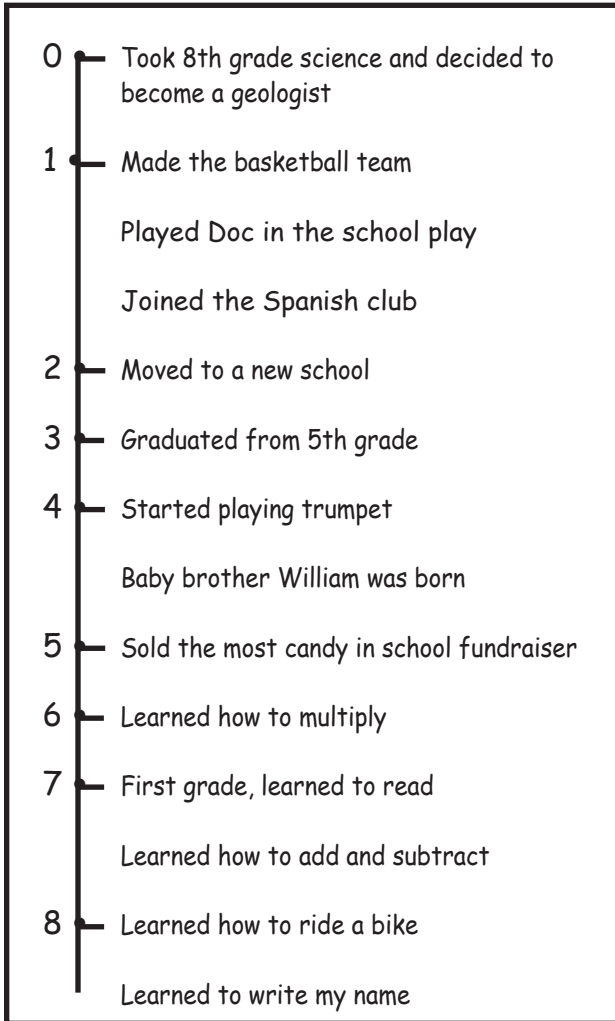 0 Took 8th grade science and decided to
become a geologist
1 Made the basketball team
Played Doc in the school play
Joined the Spanish club
2 Moved to a new school
3 Graduated from 5th grade
4 Started playing trumpet
Baby brother William was born
5 Sold the most candy in school fundraiser
6 Learned how to multiply
7 First grade, learned to read
Learned how to add and subtract
8 Learned how to ride a bike
Learned to write my name